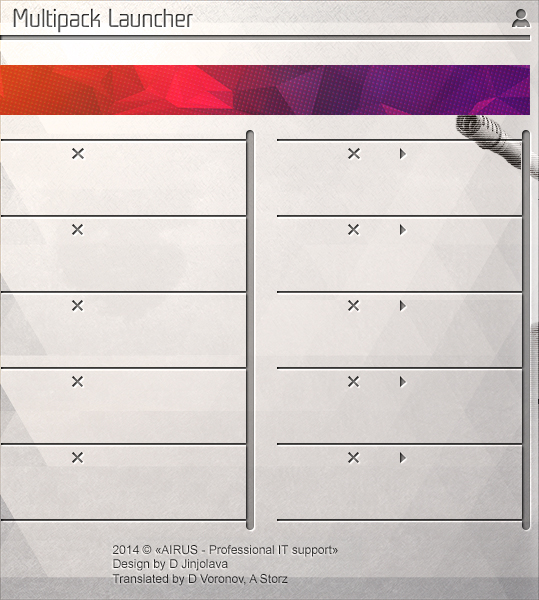 Multipack Launcher
2014 © «AIRUS - Professional IT support»
Design by D Jinjolava
Translated by D Voronov, A Storz